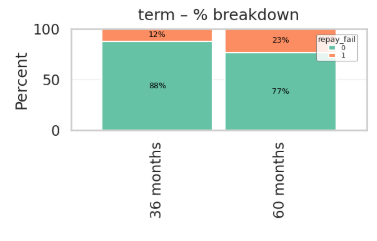 term – % breakdown
Percent
100
50
0
12%
88%
23%
77%
repay_fail
0
1
36 months
60 months